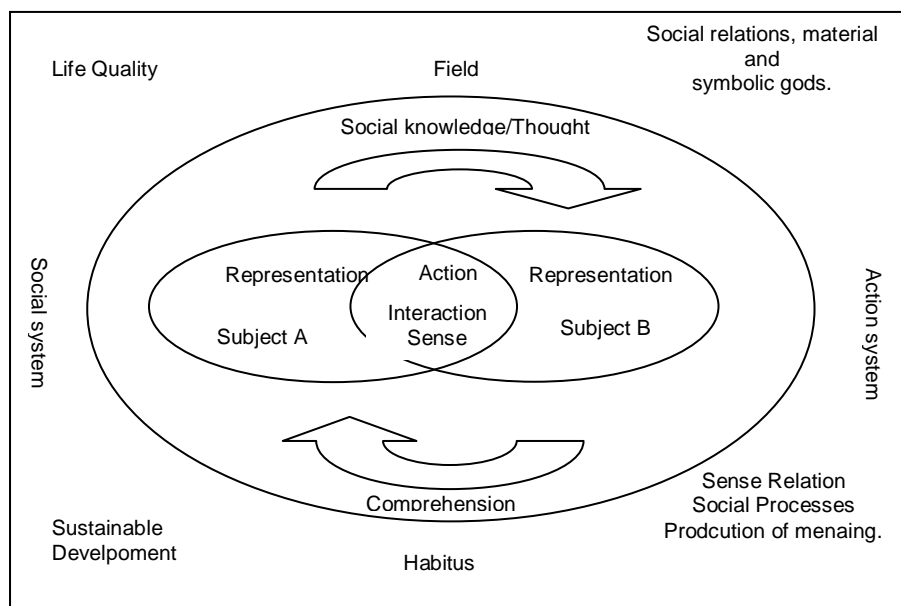 Social relations, material
and
symbolic gods.
Life Quality
Field
Social knowledge/Thought
Social system
Representation
Action
Representation
Interaction
Sense
Subject A
Subject B
Action system
Comprehension
Sense Relation
Social Processes
Prodcution of menaing.
Sustainable
Develpoment
Habitus